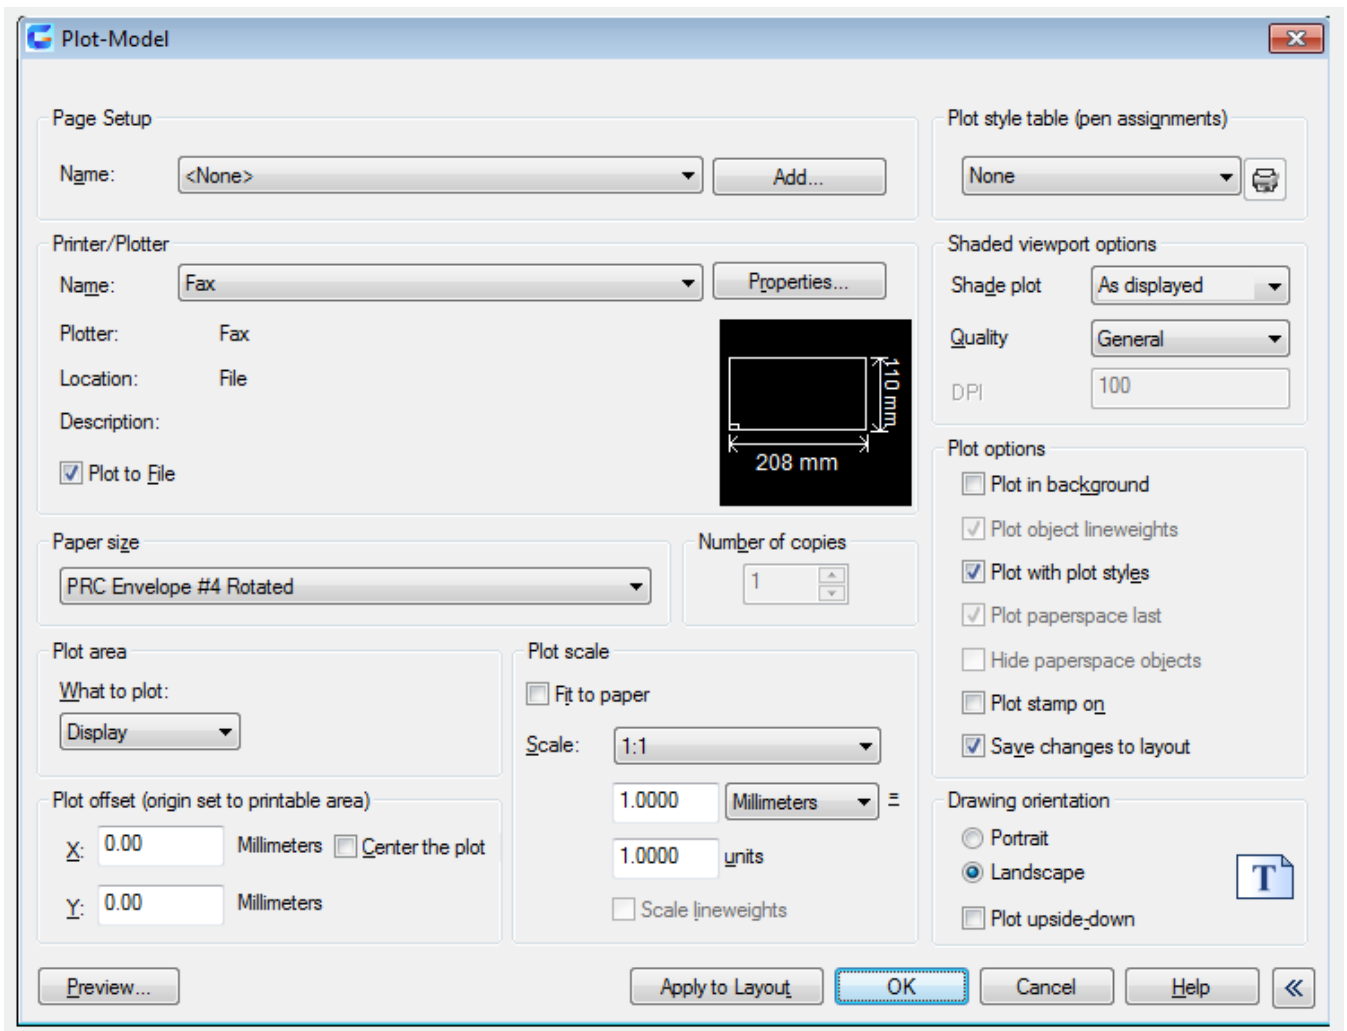 Plot-Model
Page Setup
Name: <None> Add...
Plot style table (pen assignments)
None
Printer/Plotter
Name: Fax Properties...
Plotter: Fax
Location: File
Description:
Plot to File
110 mm
208 mm
Shaded viewport options
Shade plot As displayed
Quality General
DPI 100
Paper size
PRC Envelope #4 Rotated
Number of copies
1
Plot options
Plot in background
Plot object lineweights
Plot with plot styles
Plot paperspace last
Hide paperspace objects
Plot stamp on
Save changes to layout
Plot area
What to plot:
Display
Plot scale
Fit to paper
Scale: 1:1
1.0000 Millimeters =
1.0000 units
Scale lineweights
Plot offset (origin set to printable area)
X: 0.00 Millimeters Center the plot
Y: 0.00 Millimeters
Drawing orientation
Portrait
Landscape
Plot upside-down
T
Preview... Apply to Layout OK Cancel Help «